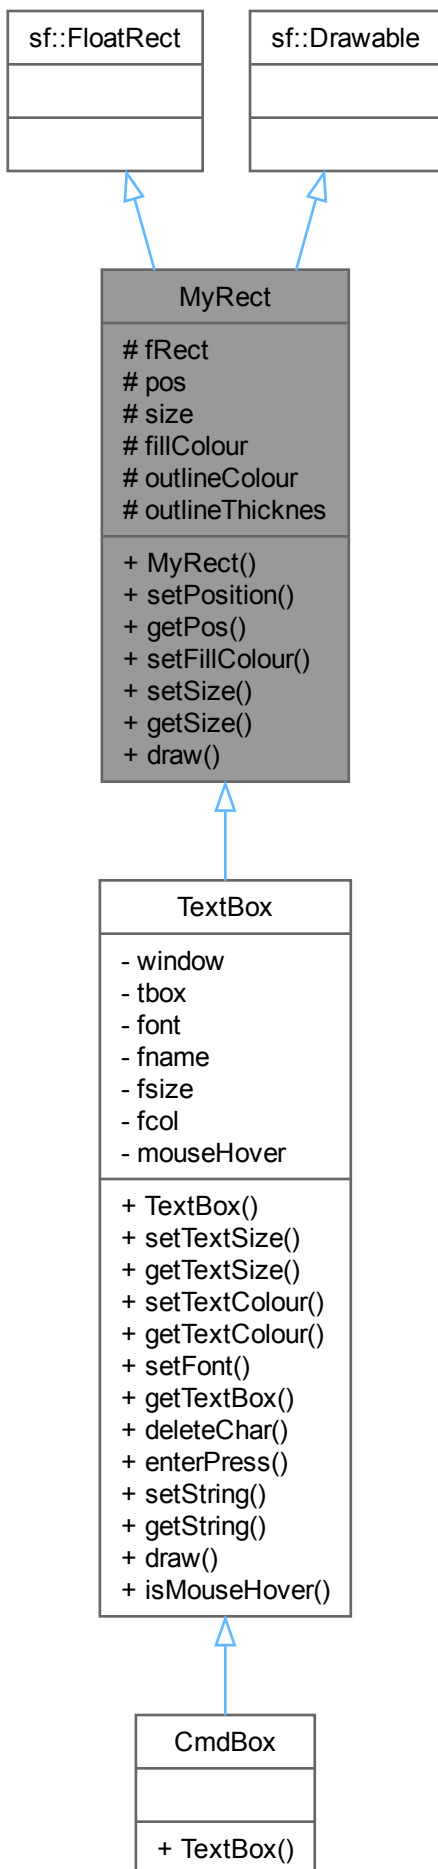 sf::FloatRect
sf::Drawable
MyRect
# fRect
# pos
# size
# fillColour
# outlineColour
# outlineThicknes
+ MyRect()
+ setPosition()
+ getPos()
+ setFillColour()
+ setSize()
+ getSize()
+ draw()
TextBox
- window
- tbox
- font
- fname
- fsize
- fcol
- mouseHover
+ TextBox()
+ setTextSize()
+ getTextSize()
+ setTextColour()
+ getTextColour()
+ setFont()
+ getTextBox()
+ deleteChar()
+ enterPress()
+ setString()
+ getString()
+ draw()
+ isMouseHover()
CmdBox
+ TextBox()